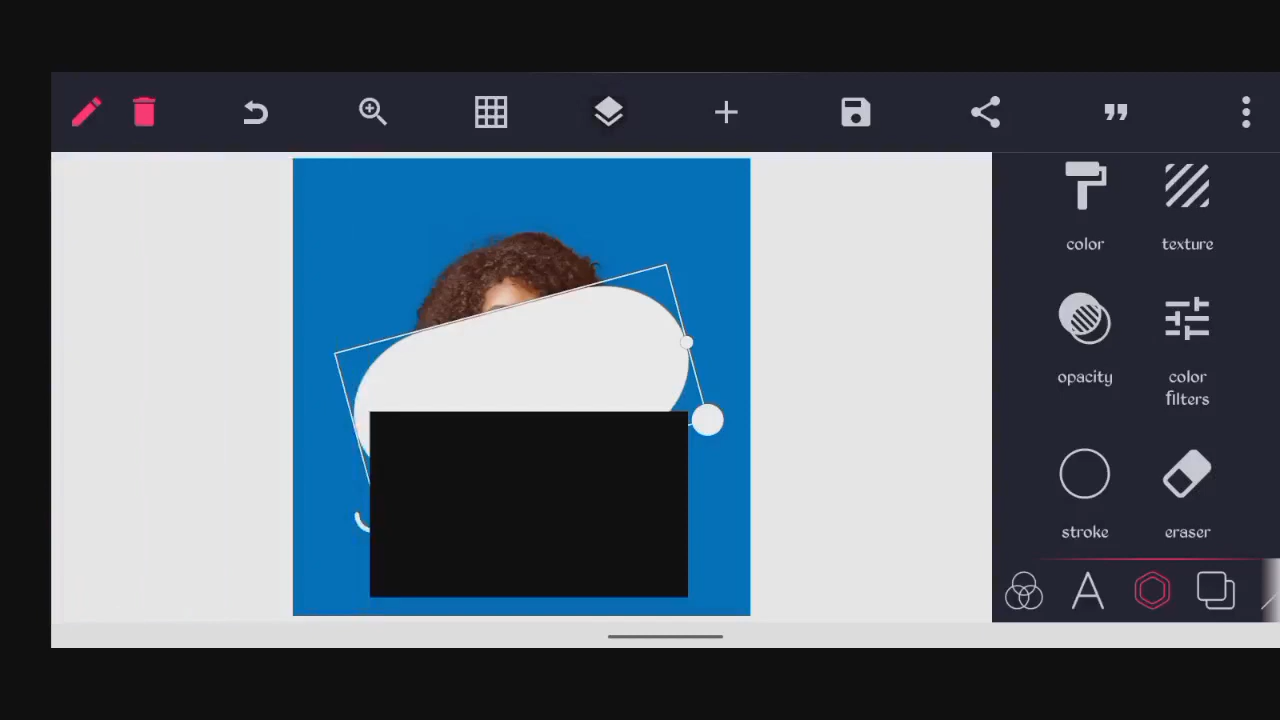 color texture
opacity color
filters
stroke eraser